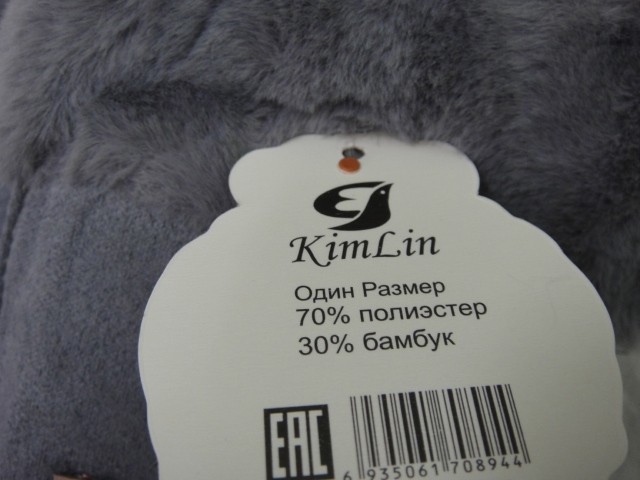 KimLin
Один Размер
70% полиэстер
30% бамбук
EAC
6 935061 708944